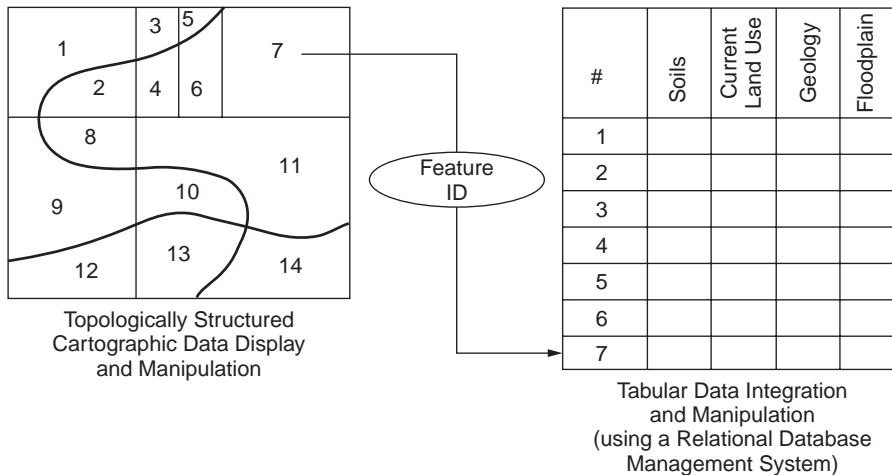 1
2
3
4
5
6
7
8
9
10
11
12
13
14
Topologically Structured
Cartographic Data Display
and Manipulation
Feature
ID
#
Soils
Current
Land Use
Geology
Floodplain
1
2
3
4
5
6
7
Tabular Data Integration
and Manipulation
(using a Relational Database
Management System)